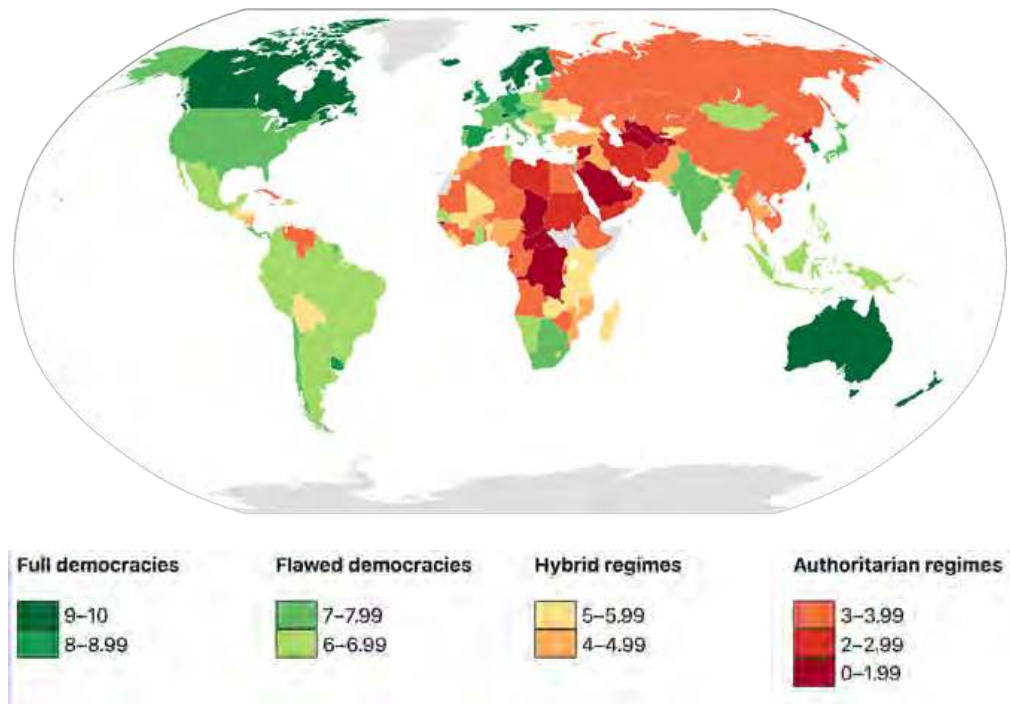 Full democracies
9–10
8–8.99
Flawed democracies
7–7.99
6–6.99
Hybrid regimes
5–5.99
4–4.99
Authoritarian regimes
3–3.99
2–2.99
0–1.99